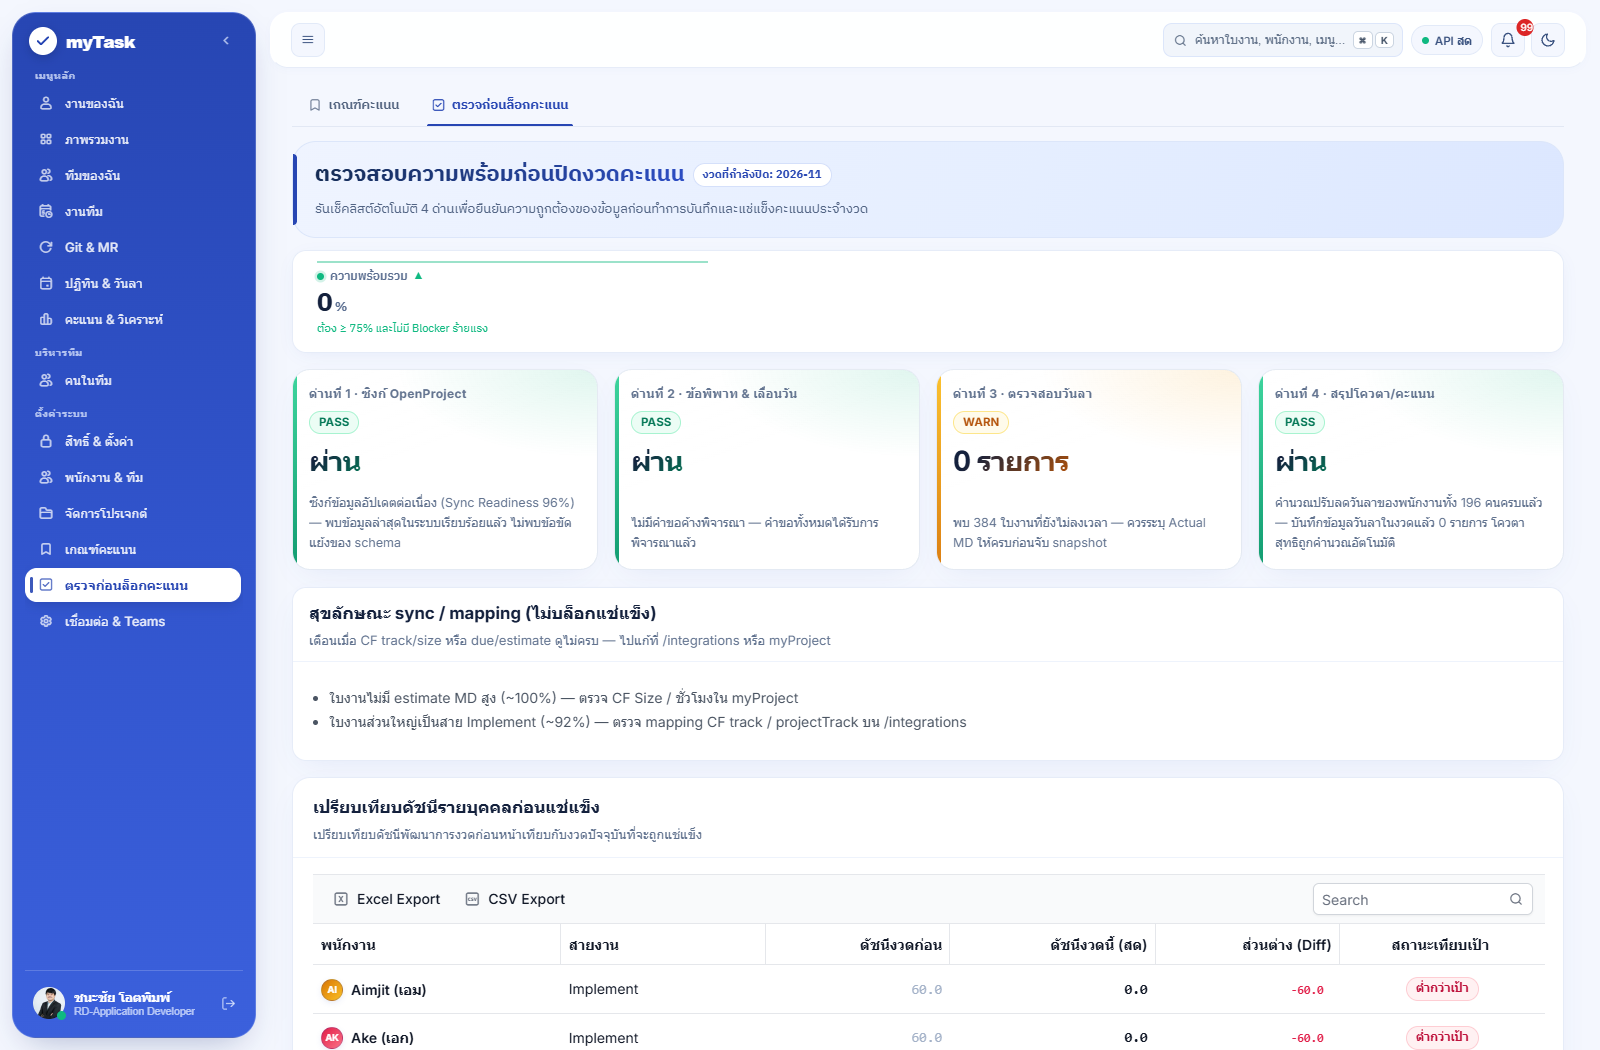 myTask
เมนูหลัก
งานของฉัน
ภาพรวมงาน
ทีมของฉัน
งานทีม
Git & MR
ปฏิทิน & วันลา
คะแนน & วิเคราะห์
บริหารทีม
คนในทีม
ตั้งค่าระบบ
สิทธิ์ & ตั้งค่า
พนักงาน & ทีม
จัดการโปรเจกต์
เกณฑ์คะแนน
ตรวจก่อนล็อกคะแนน
เชื่อมต่อ & Teams
ชนะชัย โอตพิมพ์
RD-Application Developer
ค้นหาใบงาน, พนักงาน, เมนู... ⌘ K
API สด
99
เกณฑ์คะแนน
ตรวจก่อนล็อกคะแนน
ตรวจสอบความพร้อมก่อนปิดงวดคะแนน
งวดที่กำลังปิด: 2026-11
รันเช็คลิสต์อัตโนมัติ 4 ด่านเพื่อยืนยันความถูกต้องของข้อมูลก่อนทำการบันทึกและแช่แข็งคะแนนประจำงวด
ความพร้อมรวม ▲
0%
ต้อง ≥ 75% และไม่มี Blocker ร้ายแรง
ด่านที่ 1 · ซิงก์ OpenProject
PASS
ผ่าน
ซิงก์ข้อมูลอัปเดตต่อเนื่อง (Sync Readiness 96%)
— พบข้อมูลล่าสุดในระบบเรียบร้อยแล้ว ไม่พบข้อขัด
แย้งของ schema
ด่านที่ 2 · ข้อพิพาท & เลื่อนวัน
PASS
ผ่าน
ไม่มีคำขอค้างพิจารณา — คำขอทั้งหมดได้รับการ
พิจารณาแล้ว
ด่านที่ 3 · ตรวจสอบวันลา
WARN
0 รายการ
พบ 384 ใบงานที่ยังไม่ลงเวลา — ควรระบุ Actual
MD ให้ครบก่อนจับ snapshot
ด่านที่ 4 · สรุปโควตา/คะแนน
PASS
ผ่าน
คำนวณปรับลดวันลาของพนักงานทั้ง 196 คนครบแล้ว
— บันทึกข้อมูลวันลาในงวดแล้ว 0 รายการ โควตา
สุทธิถูกคำนวณอัตโนมัติ
สุขลักษณะ sync / mapping (ไม่บล็อกแช่แข็ง)
เตือนเมื่อ CF track/size หรือ due/estimate ดูไม่ครบ — ไปแก้ที่ /integrations หรือ myProject
• ใบงานไม่มี estimate MD สูง (~100%) — ตรวจ CF Size / ชั่วโมงใน myProject
• ใบงานส่วนใหญ่เป็นสาย Implement (~92%) — ตรวจ mapping CF track / projectTrack บน /integrations
เปรียบเทียบดัชนีรายบุคคลก่อนแช่แข็ง
เปรียบเทียบดัชนีพัฒนาการงวดก่อนหน้าเทียบกับงวดปัจจุบันที่จะถูกแช่แข็ง
Excel Export
CSV Export
Search
พนักงาน สายงาน ดัชนีงวดก่อน ดัชนีงวดนี้ (สด) ส่วนต่าง (Diff) สถานะเทียบเป้า
AI Aimjit (เอม) Implement 60.0 0.0 -60.0 ต่ำกว่าเป้า
AK Ake (เอก) Implement 60.0 0.0 -60.0 ต่ำกว่าเป้า